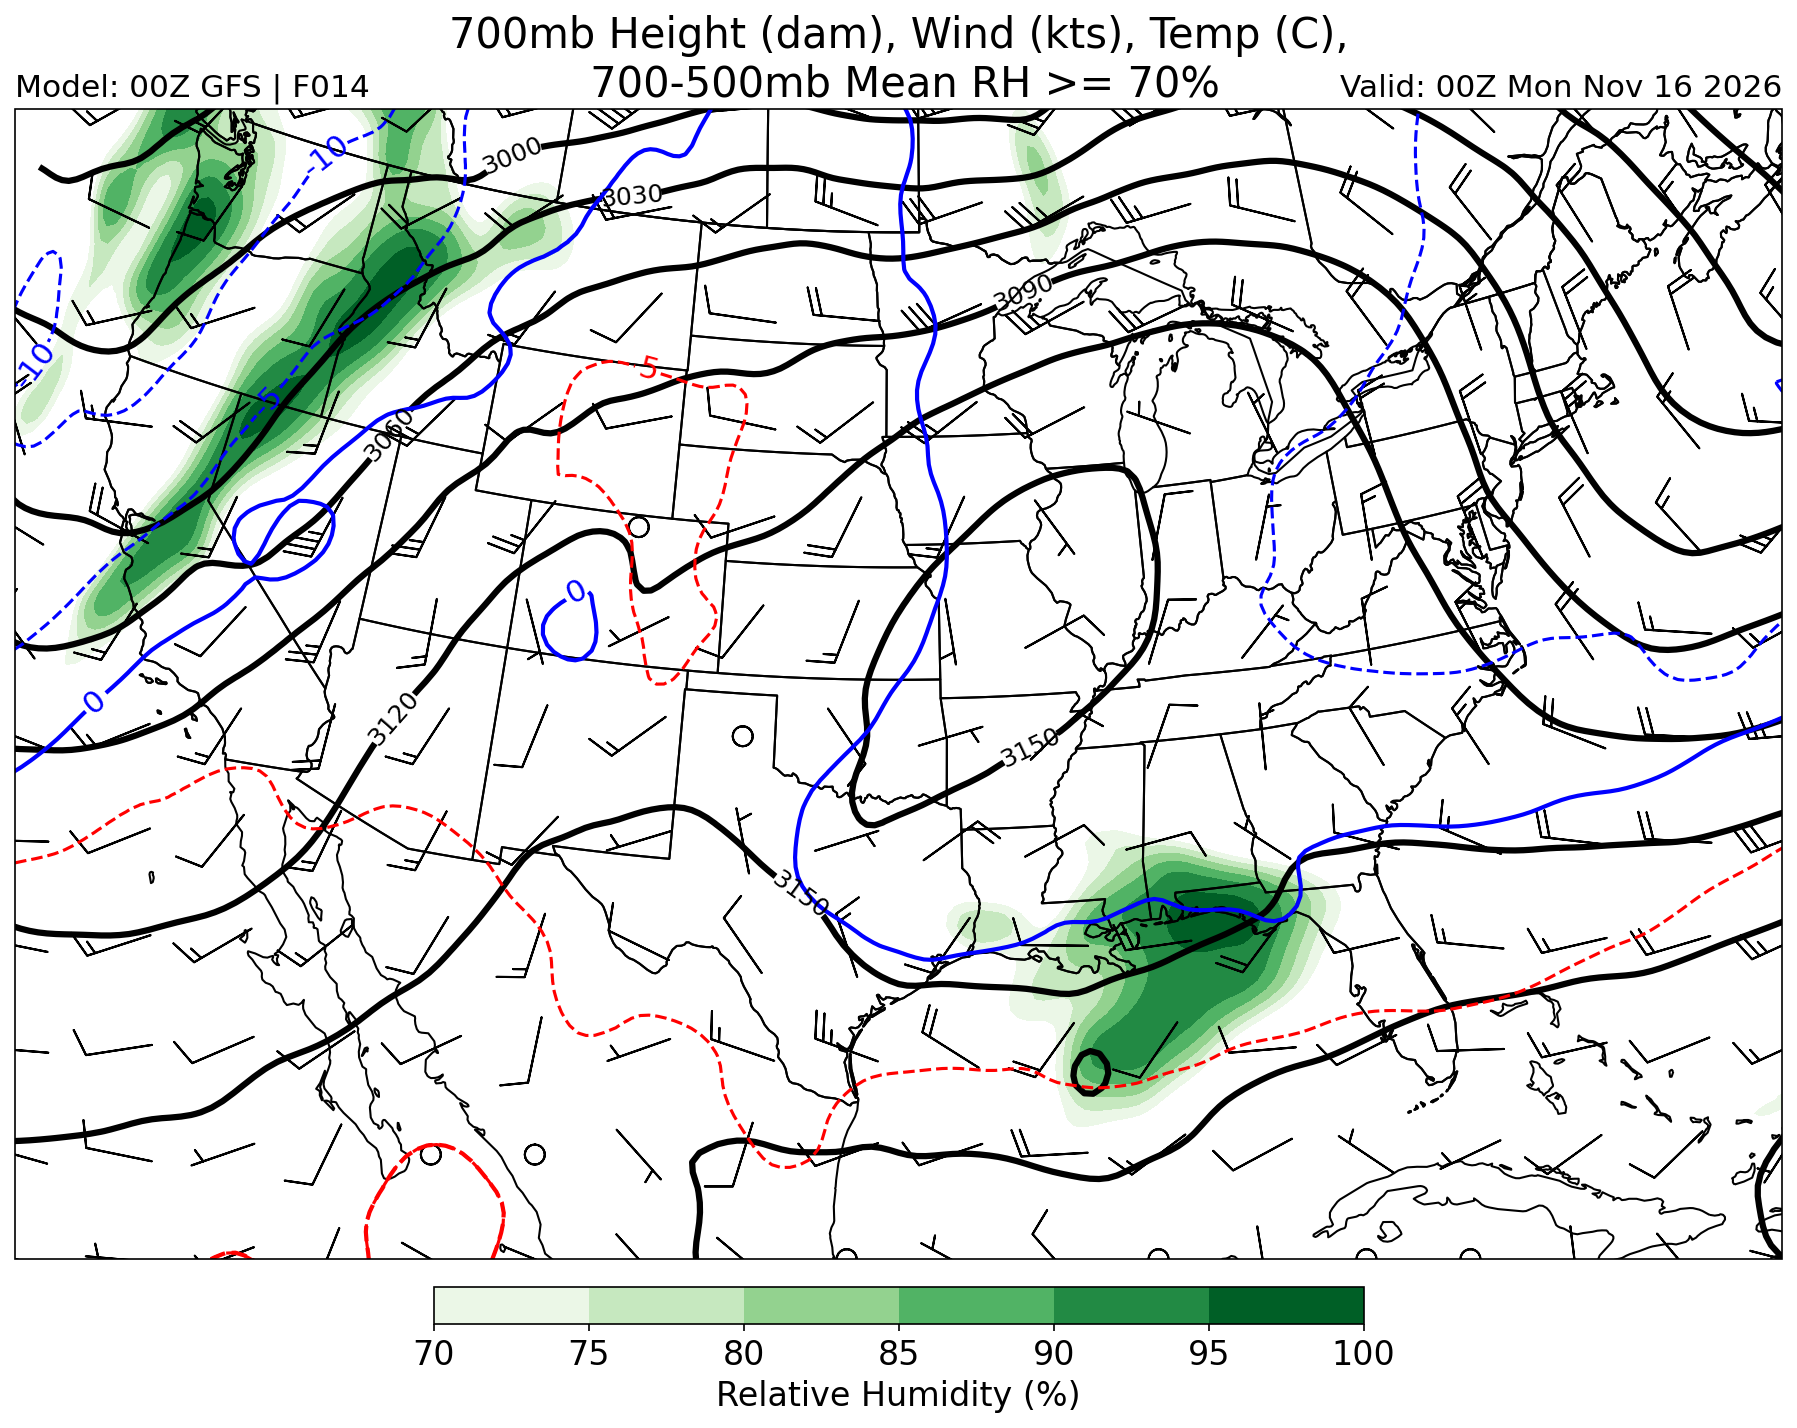 700mb Height (dam), Wind (kts), Temp (C),
700-500mb Mean RH >= 70%
Model: 00Z GFS | F014
Valid: 00Z Mon Nov 16 2026
-10
3000
3030
3090
-10
5
-5
3060
0
0
3120
3150
3150
70 75 80 85 90 95 100
Relative Humidity (%)